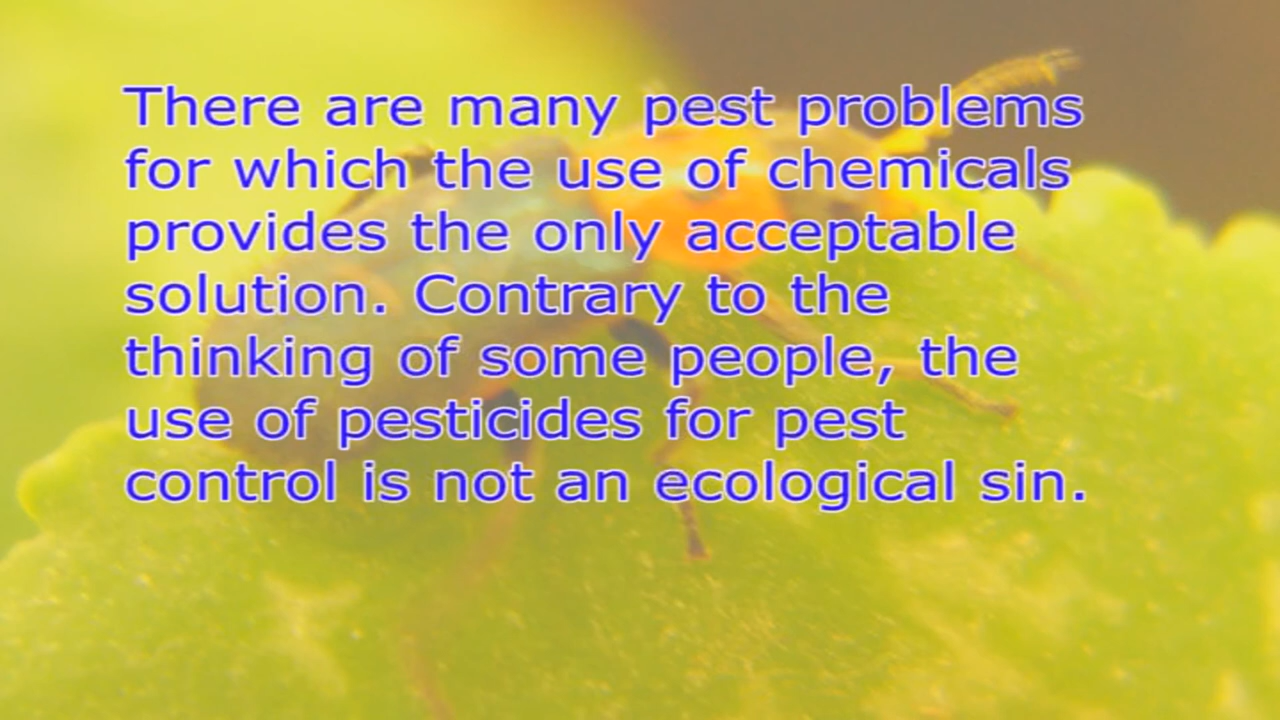 There are many pest problems
for which the use of chemicals
provides the only acceptable
solution. Contrary to the
thinking of some people, the
use of pesticides for pest
control is not an ecological sin.